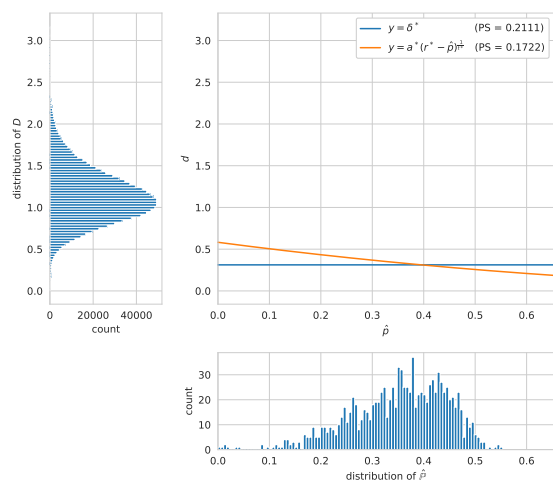 3.0
2.5
2.0
1.5
1.0
0.5
0.0
distribution of D
0 20000 40000
count
y = δ* (PS = 0.2111)
y = a*(r* − p̂)^{1/r*} (PS = 0.1722)
3.0
2.5
2.0
1.5
1.0
0.5
0.0
d
0.0 0.1 0.2 0.3 0.4 0.5 0.6
p̂
30
20
10
0
count
0.0 0.1 0.2 0.3 0.4 0.5 0.6
distribution of P̂